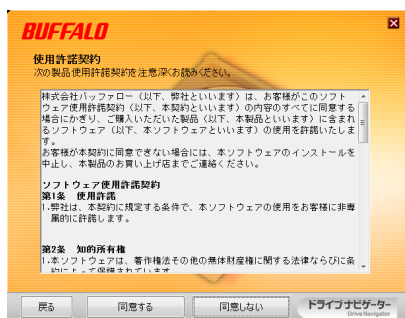 BUFFALO
使用許諾契約
次の製品使用許諾契約を注意深くお読みください。
株式会社バッファロー（以下、弊社といいます）は、お客様がこのソフト
ウェア使用許諾契約（以下、本契約といいます）の内容のすべてに同意する
場合にかぎり、ご購入いただいた製品（以下、本製品といいます）に含まれ
るソフトウェア（以下、本ソフトウェアといいます）の使用を許諾いたしま
す。
お客様が本契約に同意できない場合には、本ソフトウェアのインストールを
中止し、本製品のお買い上げ店までご連絡ください。
ソフトウェア使用許諾契約
第1条　使用許諾
1.弊社は、本契約に規定する条件で、本ソフトウェアの使用をお客様に非専
属的に許諾します。
第2条　知的所有権
1.本ソフトウェアは、著作権法その他の無体財産権に関する法律ならびに条
約によって保護されています。
戻る
同意する
同意しない
ドライブナビゲーター
Drive Navigator